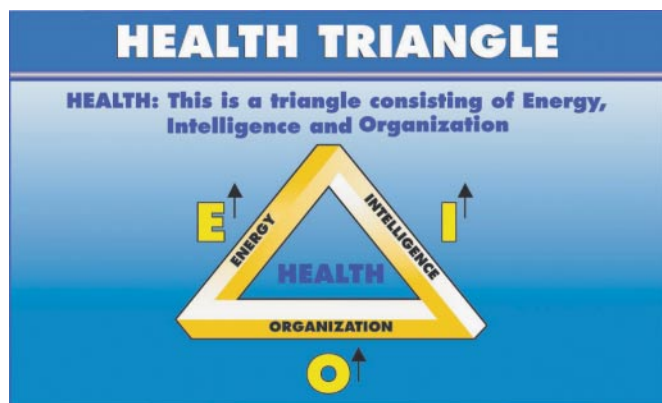 HEALTH TRIANGLE
HEALTH: This is a triangle consisting of Energy,
Intelligence and Organization
E
I
ENERGY
INTELLIGENCE
HEALTH
ORGANIZATION
O